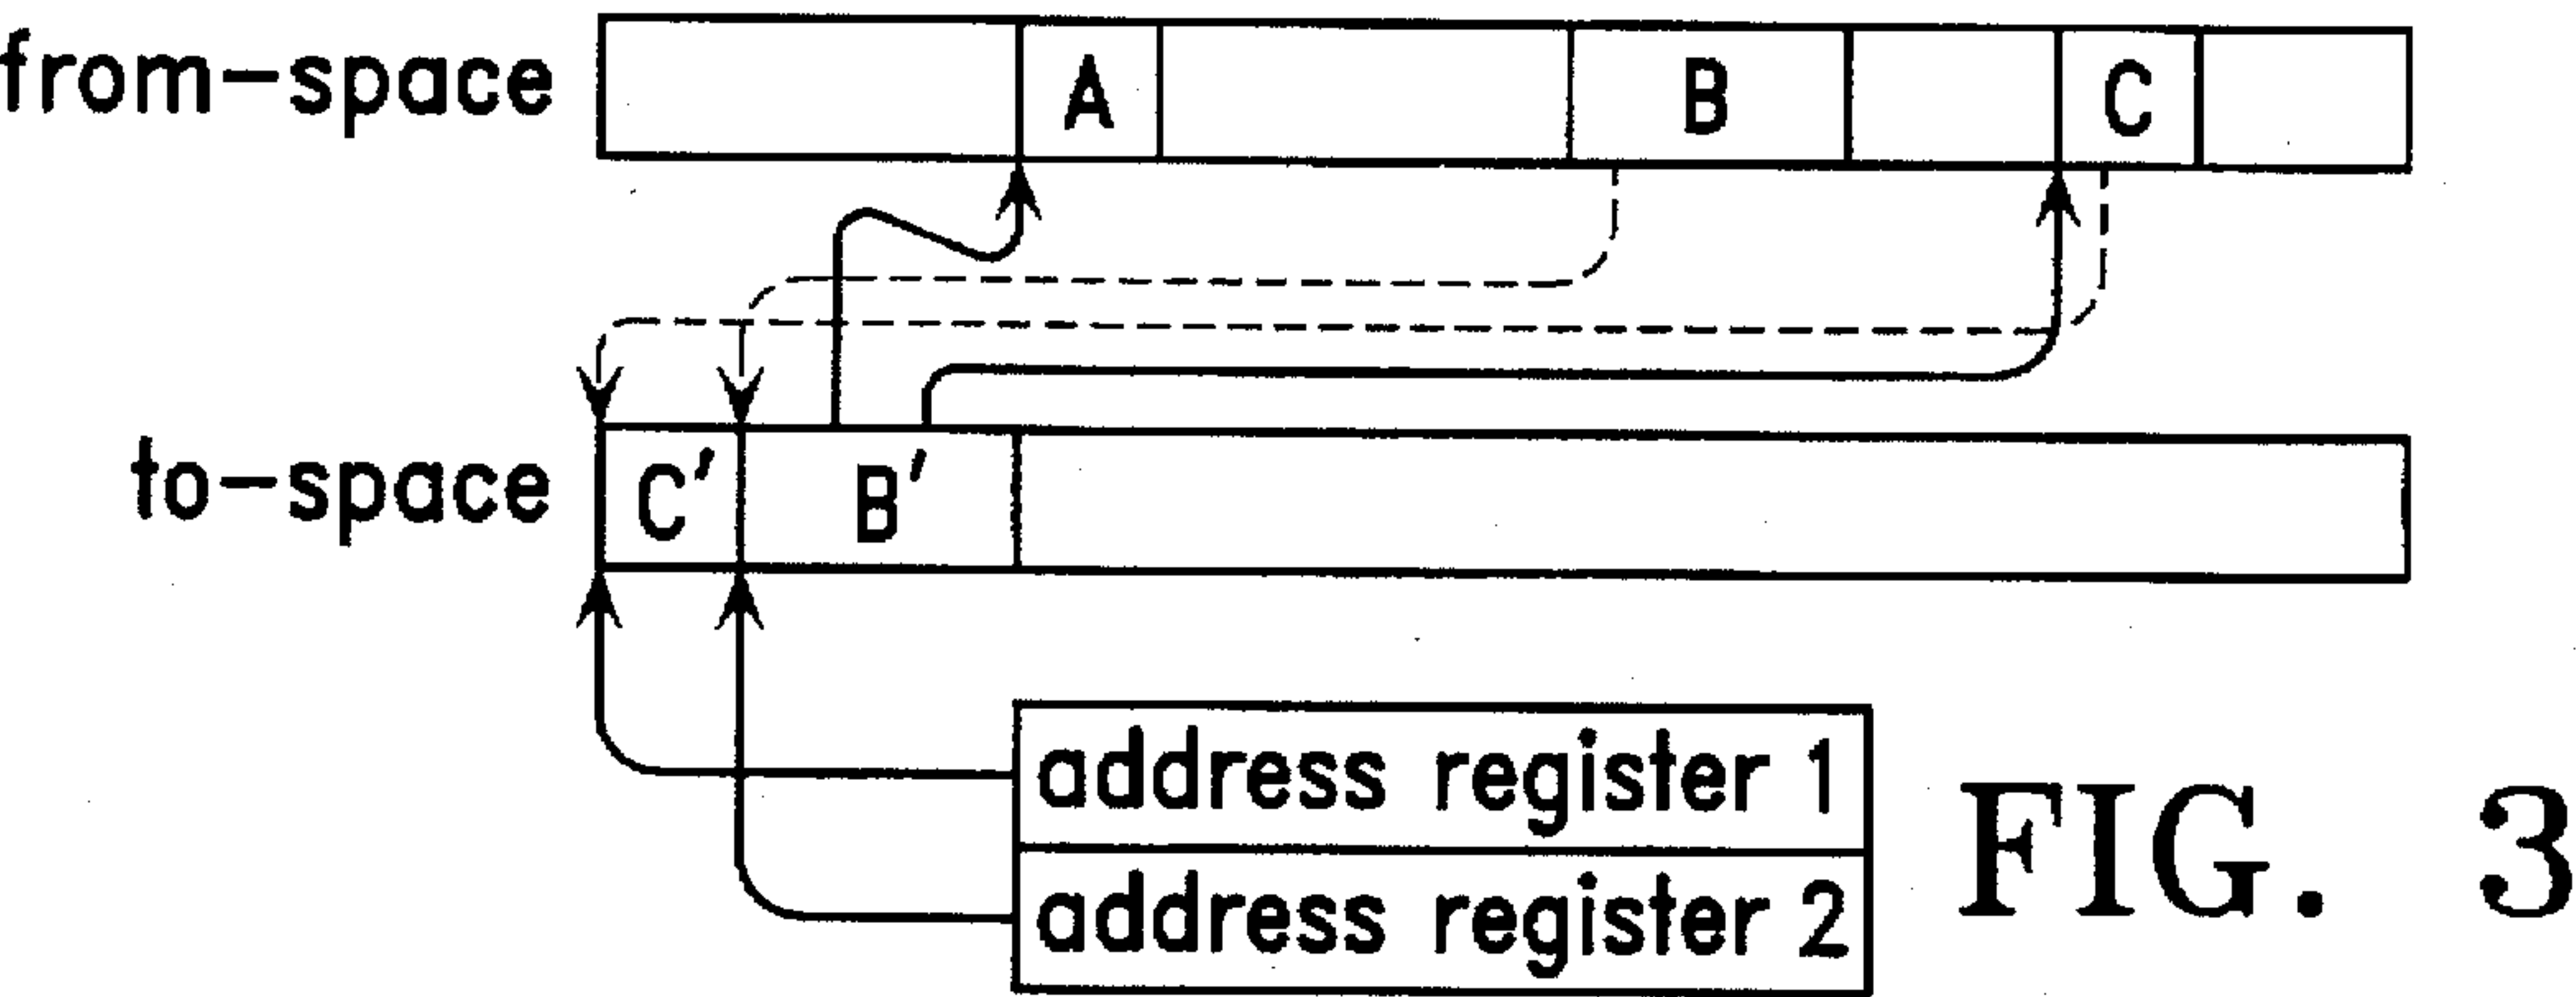 from-space
A
B
C
to-space
C'
B'
address register 1
address register 2
FIG. 3